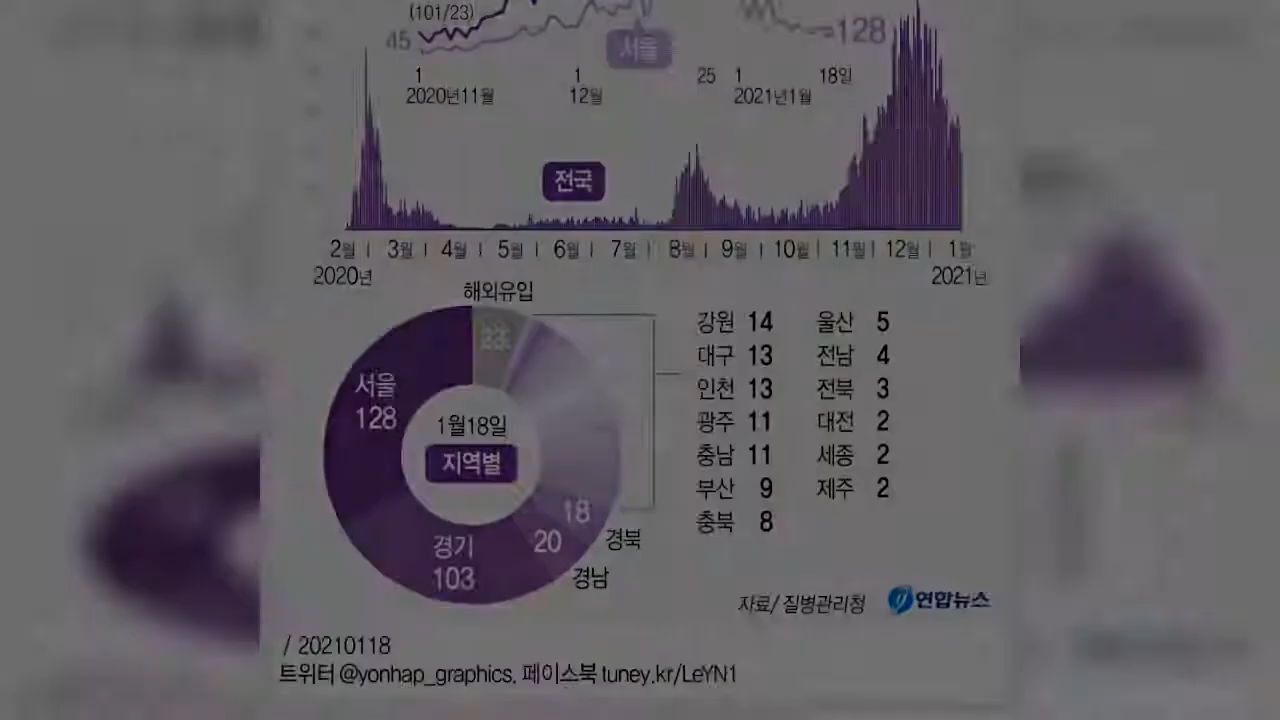 (101/23)
45
서울
128
1 1 25 1 18일
2020년11월 12월 2021년1월
전국
2월 3월 4월 5월 6월 7월 8월 9월 10월 11월 12월 1월
2020년 2021년
해외유입
23
서울
128
1월18일
지역별
경기
103
20
경남
18
경북
강원 14 울산 5
대구 13 전남 4
인천 13 전북 3
광주 11 대전 2
충남 11 세종 2
부산 9 제주 2
충북 8
자료/ 질병관리청 연합뉴스
/ 20210118
트위터 @yonhap_graphics, 페이스북 tuney.kr/LeYN1